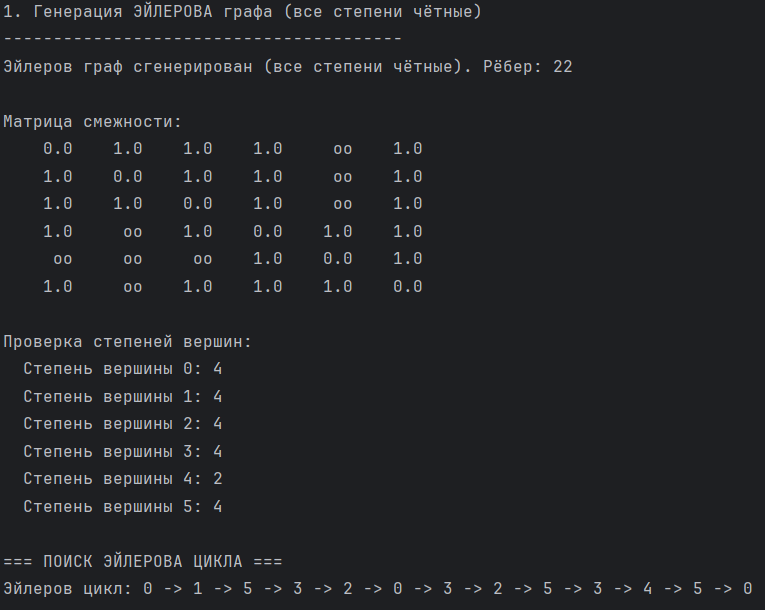 1. Генерация ЭЙЛЕРОВА графа (все степени чётные)
----------------------------------------
Эйлеров граф сгенерирован (все степени чётные). Рёбер: 22
Матрица смежности:
0.0 1.0 1.0 1.0 oo 1.0
1.0 0.0 1.0 1.0 oo 1.0
1.0 1.0 0.0 1.0 oo 1.0
1.0 oo 1.0 0.0 1.0 1.0
oo oo oo 1.0 0.0 1.0
1.0 oo 1.0 1.0 1.0 0.0
Проверка степеней вершин:
Степень вершины 0: 4
Степень вершины 1: 4
Степень вершины 2: 4
Степень вершины 3: 4
Степень вершины 4: 2
Степень вершины 5: 4
=== ПОИСК ЭЙЛЕРОВА ЦИКЛА ===
Эйлеров цикл: 0 -> 1 -> 5 -> 3 -> 2 -> 0 -> 3 -> 2 -> 5 -> 3 -> 4 -> 5 -> 0